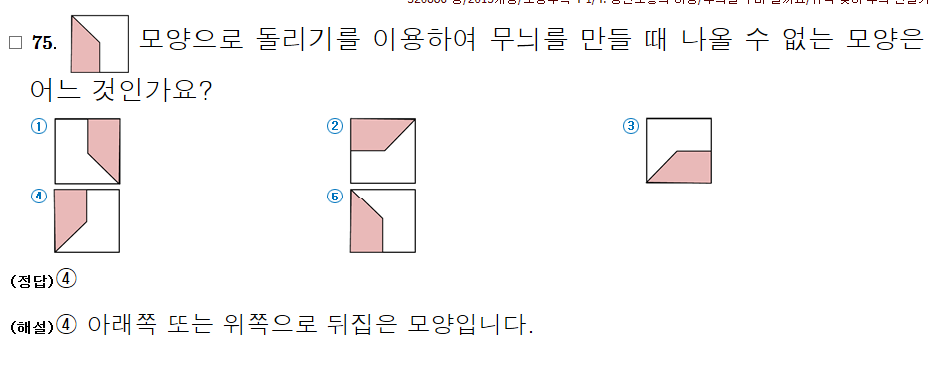 □ 75. 모양으로 돌리기를 이용하여 무늬를 만들 때 나올 수 없는 모양은
어느 것인가요?
① ② ③
④ ⑤
(정답)④
(해설)④ 아래쪽 또는 위쪽으로 뒤집은 모양입니다.